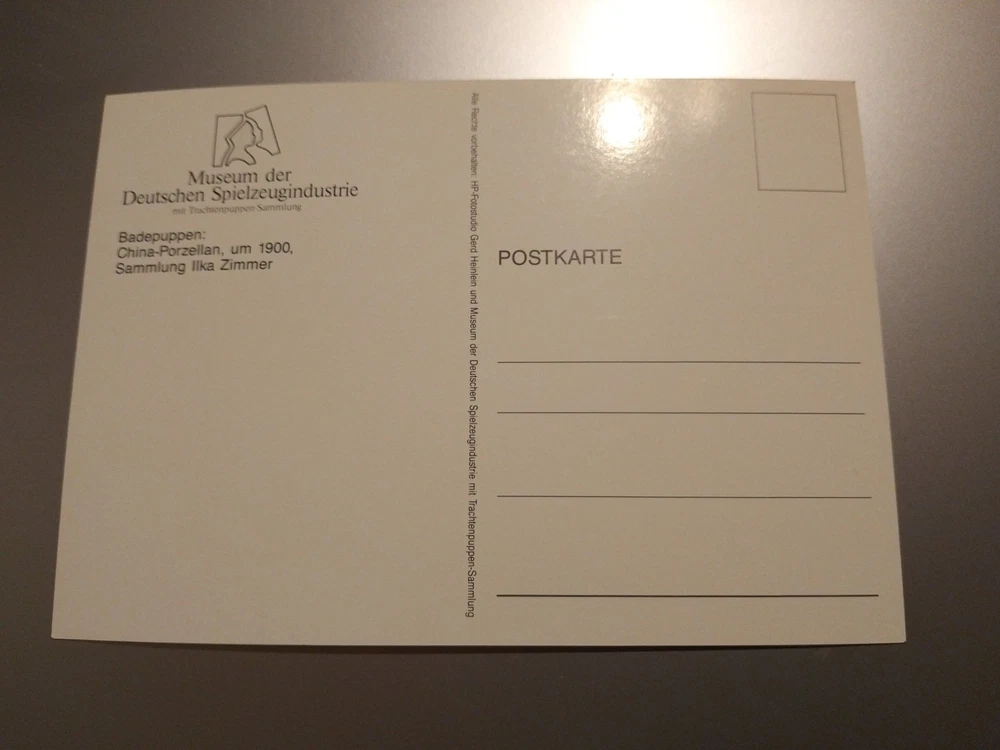 Museum der
Deutschen Spielzeugindustrie
mit Trachtenpuppen-Sammlung
Badepuppen:
China-Porzellan, um 1900,
Sammlung Ilka Zimmer
Alle Rechte vorbehalten: HP-Fotostudio Gerd Heinlein und Museum der Deutschen Spielzeugindustrie mit Trachtenpuppen-Sammlung
POSTKARTE